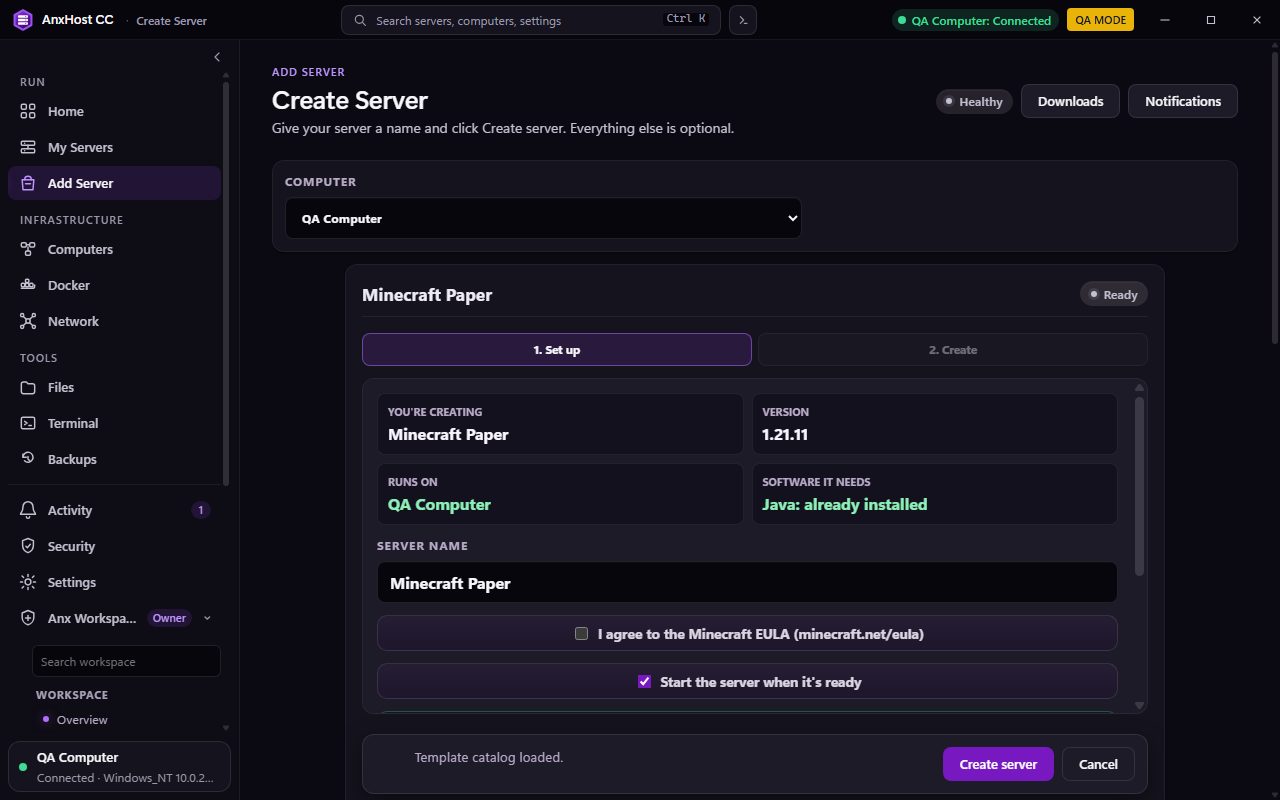 AnxHost CC · Create Server
Search servers, computers, settings
Ctrl K
QA Computer: Connected
QA MODE
RUN
Home
My Servers
Add Server
INFRASTRUCTURE
Computers
Docker
Network
TOOLS
Files
Terminal
Backups
Activity 1
Security
Settings
Anx Workspa... Owner
Search workspace
WORKSPACE
Overview
QA Computer
Connected · Windows_NT 10.0.2...
ADD SERVER
Create Server
Give your server a name and click Create server. Everything else is optional.
Healthy
Downloads
Notifications
COMPUTER
QA Computer
Minecraft Paper
Ready
1. Set up
2. Create
YOU'RE CREATING
Minecraft Paper
VERSION
1.21.11
RUNS ON
QA Computer
SOFTWARE IT NEEDS
Java: already installed
SERVER NAME
Minecraft Paper
I agree to the Minecraft EULA (minecraft.net/eula)
Start the server when it's ready
Template catalog loaded.
Create server
Cancel